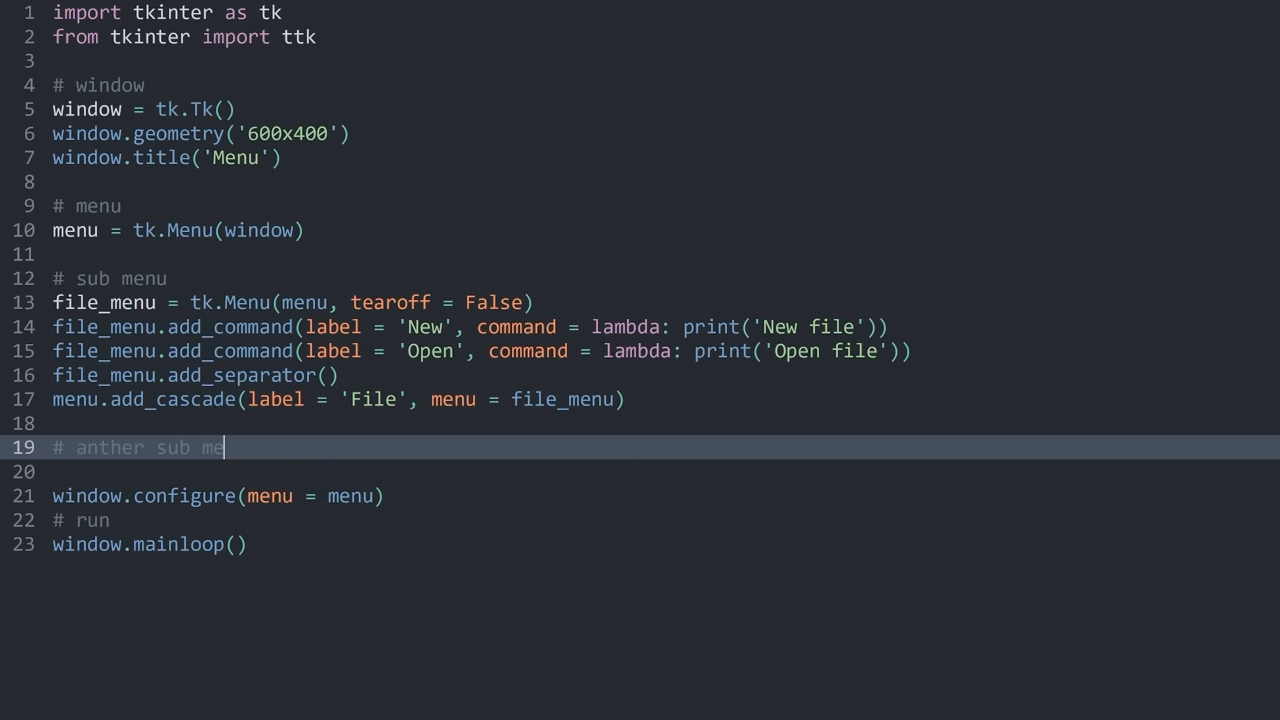 1 import tkinter as tk
2 from tkinter import ttk
3
4 # window
5 window = tk.Tk()
6 window.geometry('600x400')
7 window.title('Menu')
8
9 # menu
10 menu = tk.Menu(window)
11
12 # sub menu
13 file_menu = tk.Menu(menu, tearoff = False)
14 file_menu.add_command(label = 'New', command = lambda: print('New file'))
15 file_menu.add_command(label = 'Open', command = lambda: print('Open file'))
16 file_menu.add_separator()
17 menu.add_cascade(label = 'File', menu = file_menu)
18
19 # anther sub me
20
21 window.configure(menu = menu)
22 # run
23 window.mainloop()